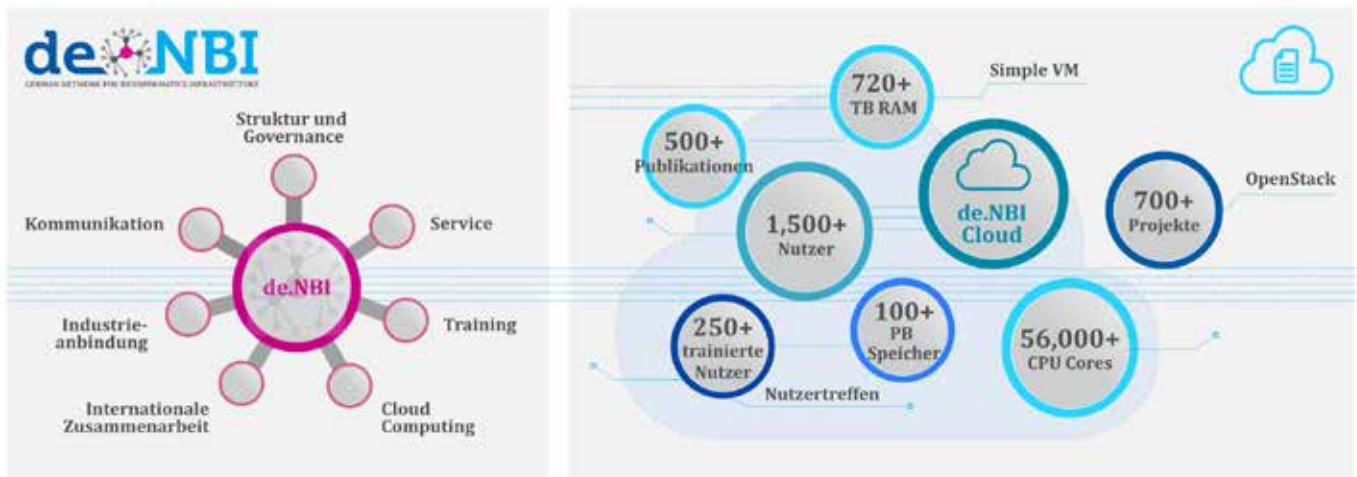 de.NBI
GERMAN NETWORK FOR BIOINFORMATICS INFRASTRUCTURE
Struktur und
Governance
Kommunikation
Service
de.NBI
Industrie-
anbindung
Training
Internationale
Zusammenarbeit
Cloud
Computing
720+
TB RAM
Simple VM
500+
Publikationen
de.NBI
Cloud
700+
Projekte
OpenStack
1,500+
Nutzer
250+
trainierte
Nutzer
100+
PB
Speicher
56,000+
CPU Cores
Nutzertreffen